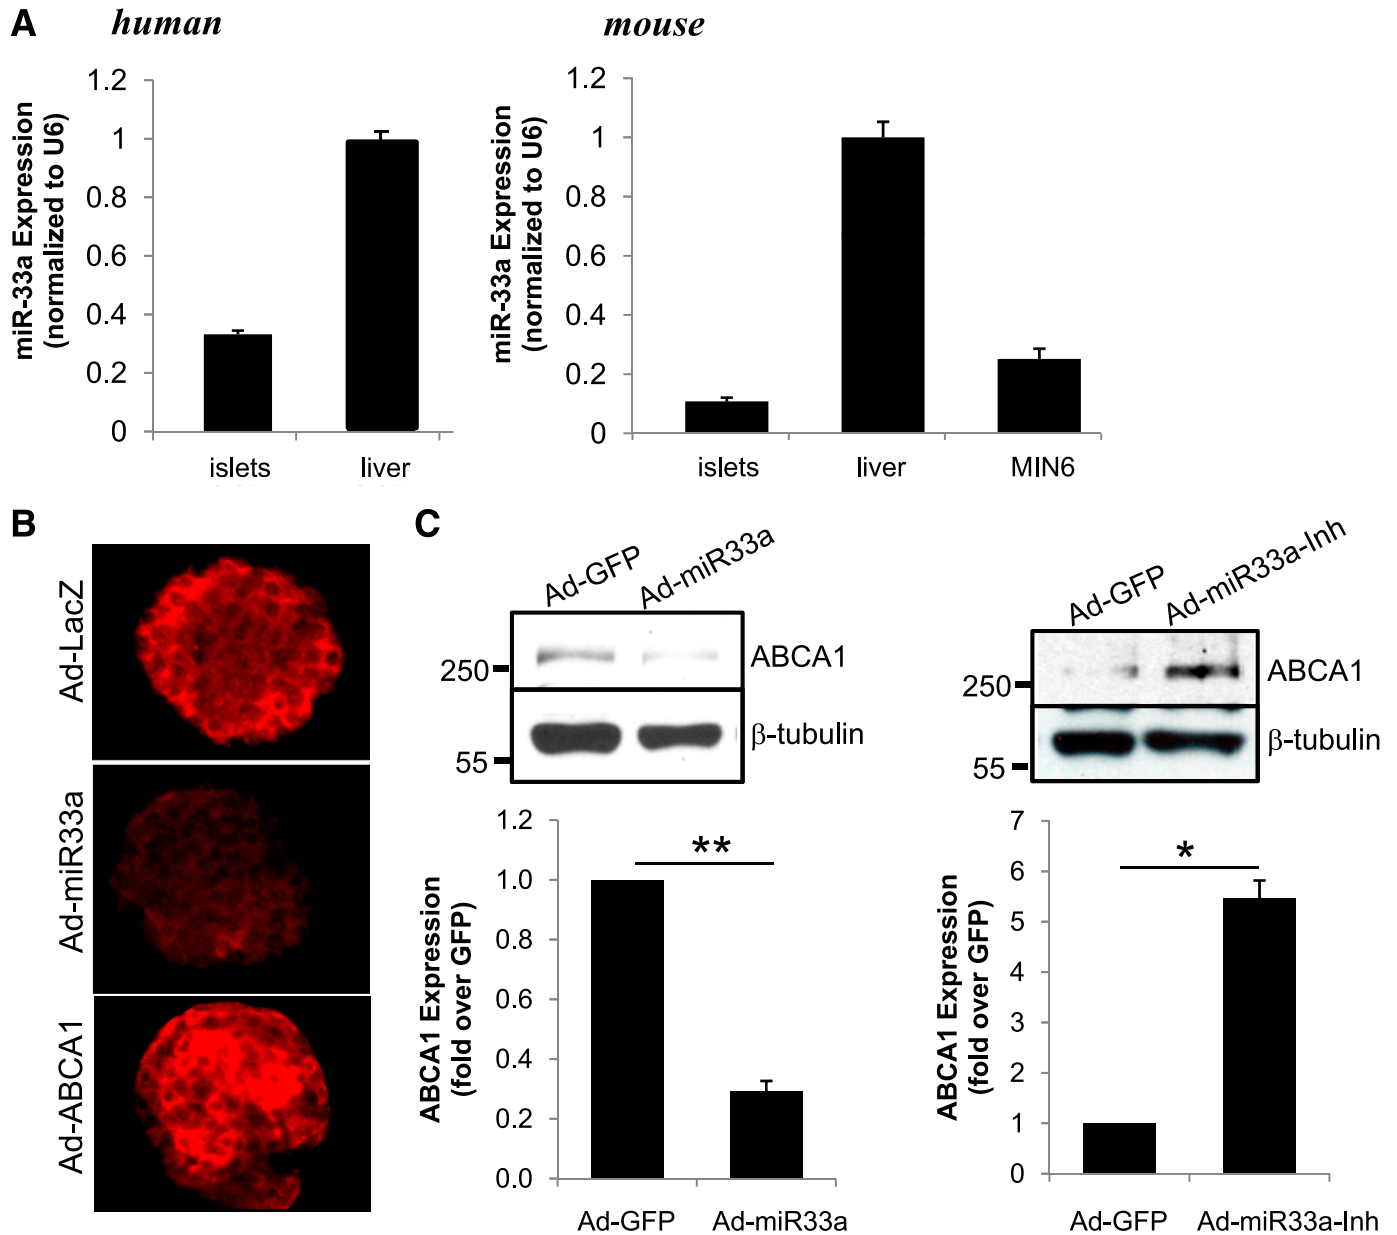 A
human
mouse
miR-33a Expression
(normalized to U6)
1.2
1
0.8
0.6
0.4
0.2
0
islets
liver
miR-33a Expression
(normalized to U6)
1.2
1
0.8
0.6
0.4
0.2
0
islets
liver
MIN6
B
Ad-LacZ
Ad-miR33a
Ad-ABCA1
C
Ad-GFP
Ad-miR33a
250
ABCA1
55
β-tubulin
Ad-GFP
Ad-miR33a-Inh
250
ABCA1
55
β-tubulin
ABCA1 Expression
(fold over GFP)
1.2
1.0
0.8
0.6
0.4
0.2
0.0
**
Ad-GFP
Ad-miR33a
ABCA1 Expression
(fold over GFP)
7
6
5
4
3
2
1
0
*
Ad-GFP
Ad-miR33a-Inh